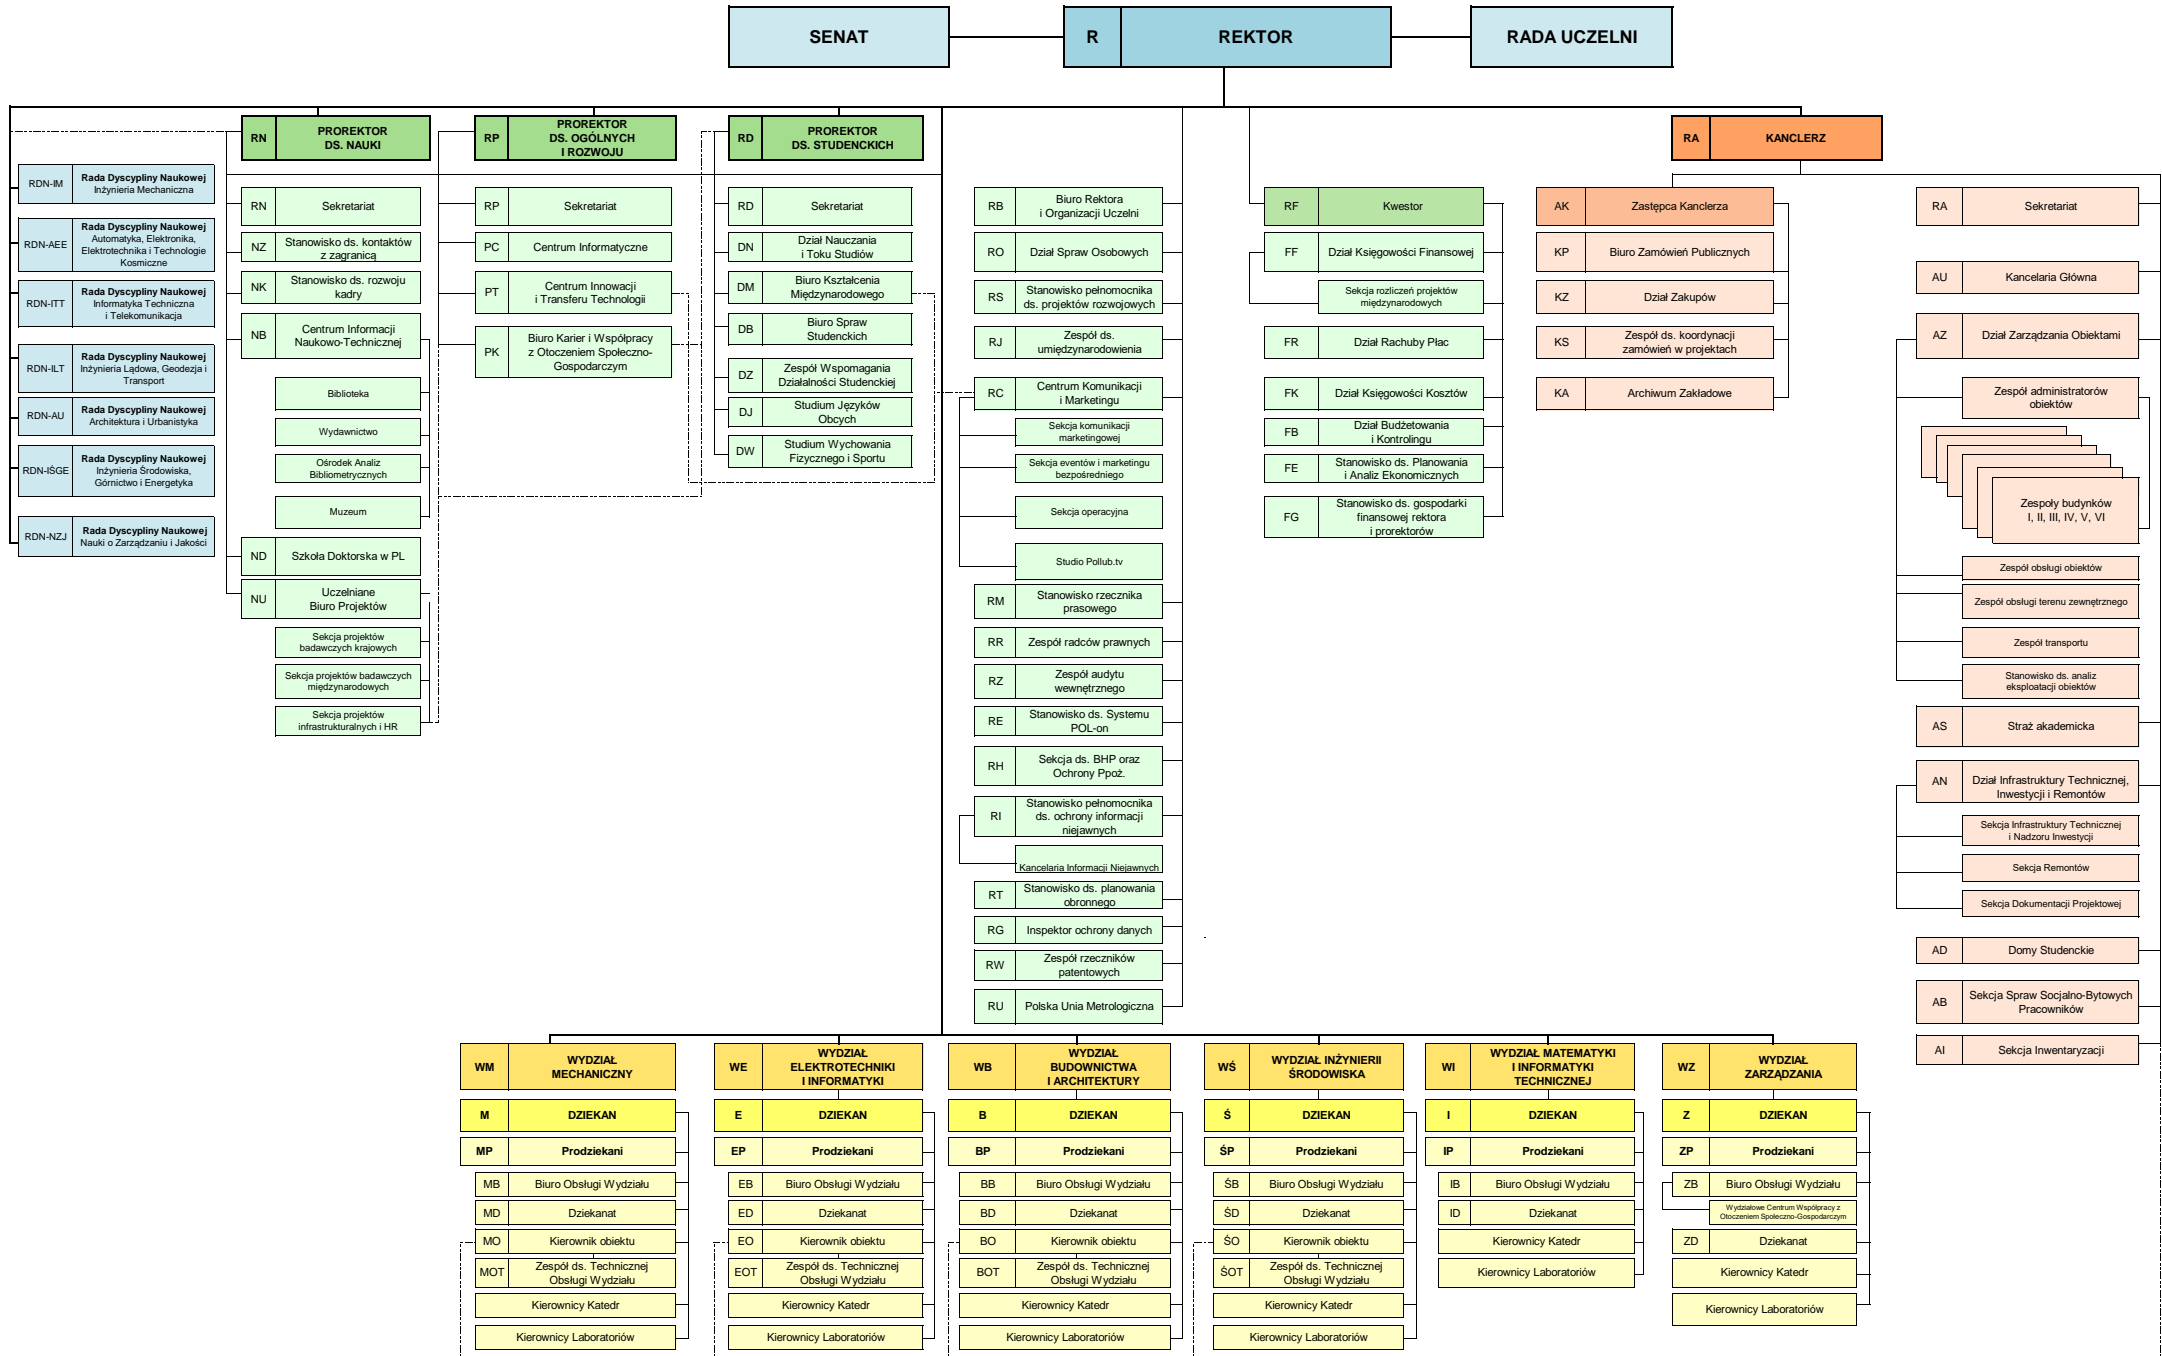 SENAT
R
REKTOR
RADA UCZELNI
RN
PROREKTOR
DS. NAUKI
RP
PROREKTOR
DS. OGÓLNYCH
I ROZWOJU
RD
PROREKTOR
DS. STUDENCKICH
RA
KANCLERZ
RDN-IM
Rada Dyscypliny Naukowej
Inżynieria Mechaniczna
RDN-AEE
Rada Dyscypliny Naukowej
Automatyka, Elektronika,
Elektrotechnika i Technologie
Kosmiczne
RDN-ITT
Rada Dyscypliny Naukowej
Informatyka Techniczna
i Telekomunikacja
RDN-ILT
Rada Dyscypliny Naukowej
Inżynieria Lądowa, Geodezja i
Transport
RDN-AU
Rada Dyscypliny Naukowej
Architektura i Urbanistyka
RDN-IŚGE
Rada Dyscypliny Naukowej
Inżynieria Środowiska,
Górnictwo i Energetyka
RDN-NZJ
Rada Dyscypliny Naukowej
Nauki o Zarządzaniu i Jakości
RN
Sekretariat
NZ
Stanowisko ds. kontaktów
z zagranicą
NK
Stanowisko ds. rozwoju
kadry
NB
Centrum Informacji
Naukowo-Technicznej
Biblioteka
Wydawnictwo
Ośrodek Analiz
Bibliometrycznych
Muzeum
ND
Szkoła Doktorska w PL
NU
Uczelniane
Biuro Projektów
Sekcja projektów
badawczych krajowych
Sekcja projektów badawczych
międzynarodowych
Sekcja projektów
infrastrukturalnych i HR
RP
Sekretariat
PC
Centrum Informatyczne
PT
Centrum Innowacji
i Transferu Technologii
PK
Biuro Karier i Współpracy
z Otoczeniem Społeczno-
Gospodarczym
RD
Sekretariat
DN
Dział Nauczania
i Toku Studiów
DM
Biuro Kształcenia
Międzynarodowego
DB
Biuro Spraw
Studenckich
DZ
Zespół Wspomagania
Działalności Studenckiej
DJ
Studium Języków
Obcych
DW
Studium Wychowania
Fizycznego i Sportu
RB
Biuro Rektora
i Organizacji Uczelni
RO
Dział Spraw Osobowych
RS
Stanowisko pełnomocnika
ds. projektów rozwojowych
RJ
Zespół ds.
umiędzynarodowienia
RC
Centrum Komunikacji
i Marketingu
Sekcja komunikacji
marketingowej
Sekcja eventów i marketingu
bezpośredniego
Sekcja operacyjna
Studio Pollub.tv
RM
Stanowisko rzecznika
prasowego
RR
Zespół radców prawnych
RZ
Zespół audytu
wewnętrznego
RE
Stanowisko ds. Systemu
POL-on
RH
Sekcja ds. BHP oraz
Ochrony Ppoż.
RI
Stanowisko pełnomocnika
ds. ochrony informacji
niejawnych
Kancelaria Informacji Niejawnych
RT
Stanowisko ds. planowania
obronnego
RG
Inspektor ochrony danych
RW
Zespół rzeczników
patentowych
RU
Polska Unia Metrologiczna
RF
Kwestor
FF
Dział Księgowości Finansowej
Sekcja rozliczeń projektów
międzynarodowych
FR
Dział Rachuby Płac
FK
Dział Księgowości Kosztów
FB
Dział Budżetowania
i Kontrolingu
FE
Stanowisko ds. Planowania
i Analiz Ekonomicznych
FG
Stanowisko ds. gospodarki
finansowej rektora
i prorektorów
AK
Zastępca Kanclerza
KP
Biuro Zamówień Publicznych
KZ
Dział Zakupów
KS
Zespół ds. koordynacji
zamówień w projektach
KA
Archiwum Zakładowe
RA
Sekretariat
AU
Kancelaria Główna
AZ
Dział Zarządzania Obiektami
Zespół administratorów
obiektów
Zespoły budynków
I, II, III, IV, V, VI
Zespół obsługi obiektów
Zespół obsługi terenu zewnętrznego
Zespół transportu
Stanowisko ds. analiz
eksploatacji obiektów
AS
Straż akademicka
AN
Dział Infrastruktury Technicznej,
Inwestycji i Remontów
Sekcja Infrastruktury Technicznej
i Nadzoru Inwestycji
Sekcja Remontów
Sekcja Dokumentacji Projektowej
AD
Domy Studenckie
AB
Sekcja Spraw Socjalno-Bytowych
Pracowników
AI
Sekcja Inwentaryzacji
WM
WYDZIAŁ
MECHANICZNY
M
DZIEKAN
MP
Prodziekani
MB
Biuro Obsługi Wydziału
MD
Dziekanat
MO
Kierownik obiektu
MOT
Zespół ds. Technicznej
Obsługi Wydziału
Kierownicy Katedr
Kierownicy Laboratoriów
WE
WYDZIAŁ
ELEKTROTECHNIKI
I INFORMATYKI
E
DZIEKAN
EP
Prodziekani
EB
Biuro Obsługi Wydziału
ED
Dziekanat
EO
Kierownik obiektu
EOT
Zespół ds. Technicznej
Obsługi Wydziału
Kierownicy Katedr
Kierownicy Laboratoriów
WB
WYDZIAŁ
BUDOWNICTWA
I ARCHITEKTURY
B
DZIEKAN
BP
Prodziekani
BB
Biuro Obsługi Wydziału
BD
Dziekanat
BO
Kierownik obiektu
BOT
Zespół ds. Technicznej
Obsługi Wydziału
Kierownicy Katedr
Kierownicy Laboratoriów
WŚ
WYDZIAŁ INŻYNIERII
ŚRODOWISKA
Ś
DZIEKAN
ŚP
Prodziekani
ŚB
Biuro Obsługi Wydziału
ŚD
Dziekanat
ŚO
Kierownik obiektu
ŚOT
Zespół ds. Technicznej
Obsługi Wydziału
Kierownicy Katedr
Kierownicy Laboratoriów
WI
WYDZIAŁ MATEMATYKI
I INFORMATYKI
TECHNICZNEJ
I
DZIEKAN
IP
Prodziekani
IB
Biuro Obsługi Wydziału
ID
Dziekanat
Kierownicy Katedr
Kierownicy Laboratoriów
WZ
WYDZIAŁ
ZARZĄDZANIA
Z
DZIEKAN
ZP
Prodziekani
ZB
Biuro Obsługi Wydziału
Wydziałowe Centrum Współpracy z
Otoczeniem Społeczno-Gospodarczym
ZD
Dziekanat
Kierownicy Katedr
Kierownicy Laboratoriów